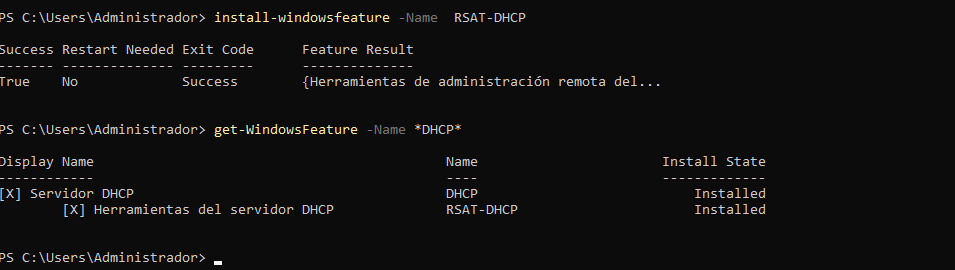 PS C:\Users\Administrador> install-windowsfeature -Name  RSAT-DHCP
Success Restart Needed Exit Code      Feature Result
------- -------------- ---------      --------------
True    No             Success        {Herramientas de administración remota del...
PS C:\Users\Administrador> get-WindowsFeature -Name *DHCP*
Display Name                                            Name                       Install State
------------                                            ----                       -------------
[X] Servidor DHCP                                       DHCP                           Installed
        [X] Herramientas del servidor DHCP              RSAT-DHCP                      Installed
PS C:\Users\Administrador>